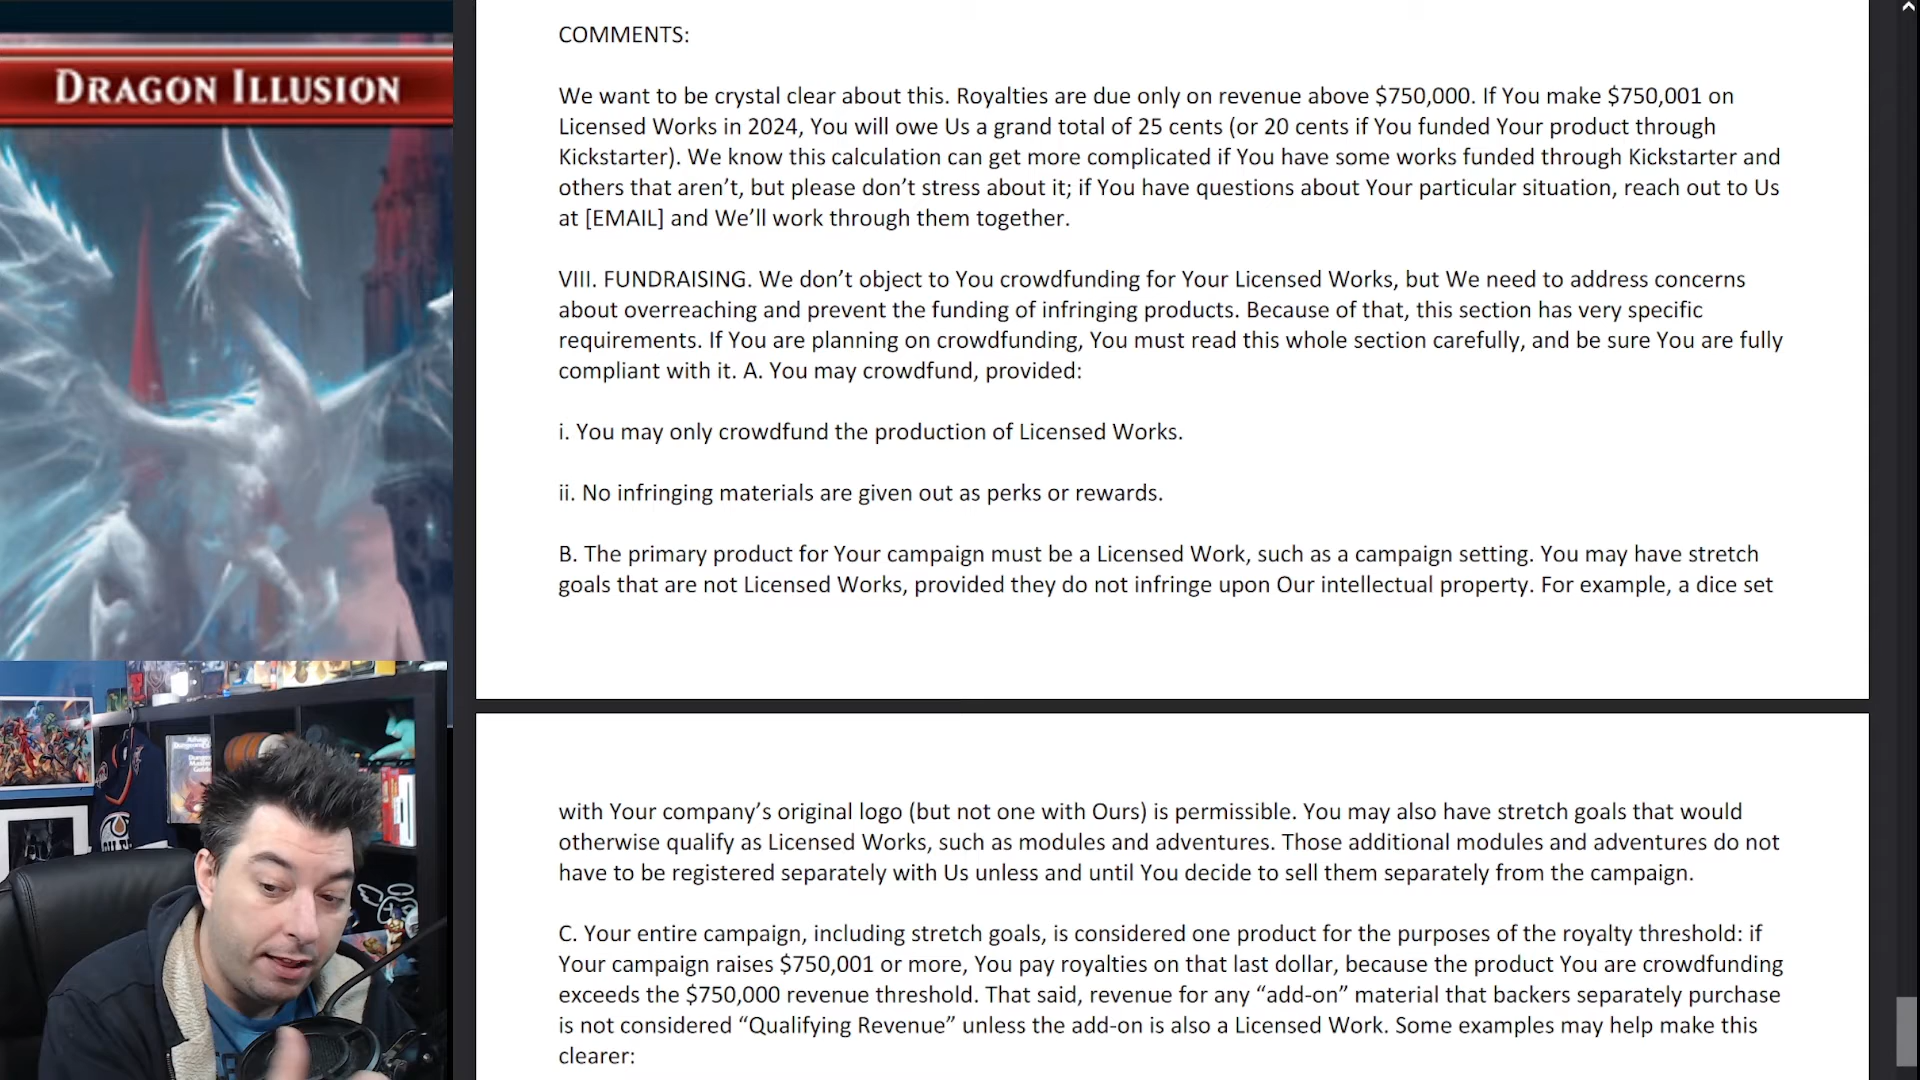 DRAGON ILLUSION
COMMENTS:
We want to be crystal clear about this. Royalties are due only on revenue above $750,000. If You make $750,001 on
Licensed Works in 2024, You will owe Us a grand total of 25 cents (or 20 cents if You funded Your product through
Kickstarter). We know this calculation can get more complicated if You have some works funded through Kickstarter and
others that aren’t, but please don’t stress about it; if You have questions about Your particular situation, reach out to Us
at [EMAIL] and We’ll work through them together.
VIII. FUNDRAISING. We don’t object to You crowdfunding for Your Licensed Works, but We need to address concerns
about overreaching and prevent the funding of infringing products. Because of that, this section has very specific
requirements. If You are planning on crowdfunding, You must read this whole section carefully, and be sure You are fully
compliant with it. A. You may crowdfund, provided:
i. You may only crowdfund the production of Licensed Works.
ii. No infringing materials are given out as perks or rewards.
B. The primary product for Your campaign must be a Licensed Work, such as a campaign setting. You may have stretch
goals that are not Licensed Works, provided they do not infringe upon Our intellectual property. For example, a dice set
with Your company’s original logo (but not one with Ours) is permissible. You may also have stretch goals that would
otherwise qualify as Licensed Works, such as modules and adventures. Those additional modules and adventures do not
have to be registered separately with Us unless and until You decide to sell them separately from the campaign.
C. Your entire campaign, including stretch goals, is considered one product for the purposes of the royalty threshold: if
Your campaign raises $750,001 or more, You pay royalties on that last dollar, because the product You are crowdfunding
exceeds the $750,000 revenue threshold. That said, revenue for any “add-on” material that backers separately purchase
is not considered “Qualifying Revenue” unless the add-on is also a Licensed Work. Some examples may help make this
clearer: